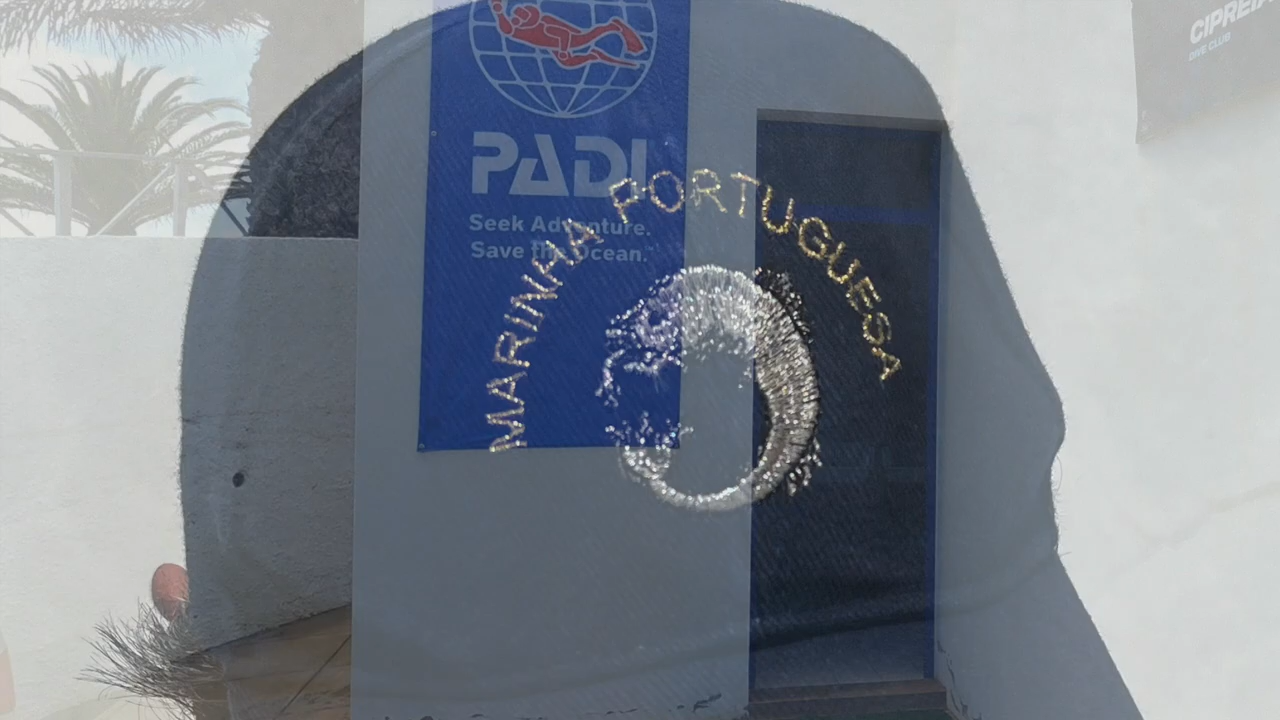 CIPREIA
DIVE CLUB
PADI
Seek Adventure.
Save the Ocean.
MARINHA PORTUGUESA